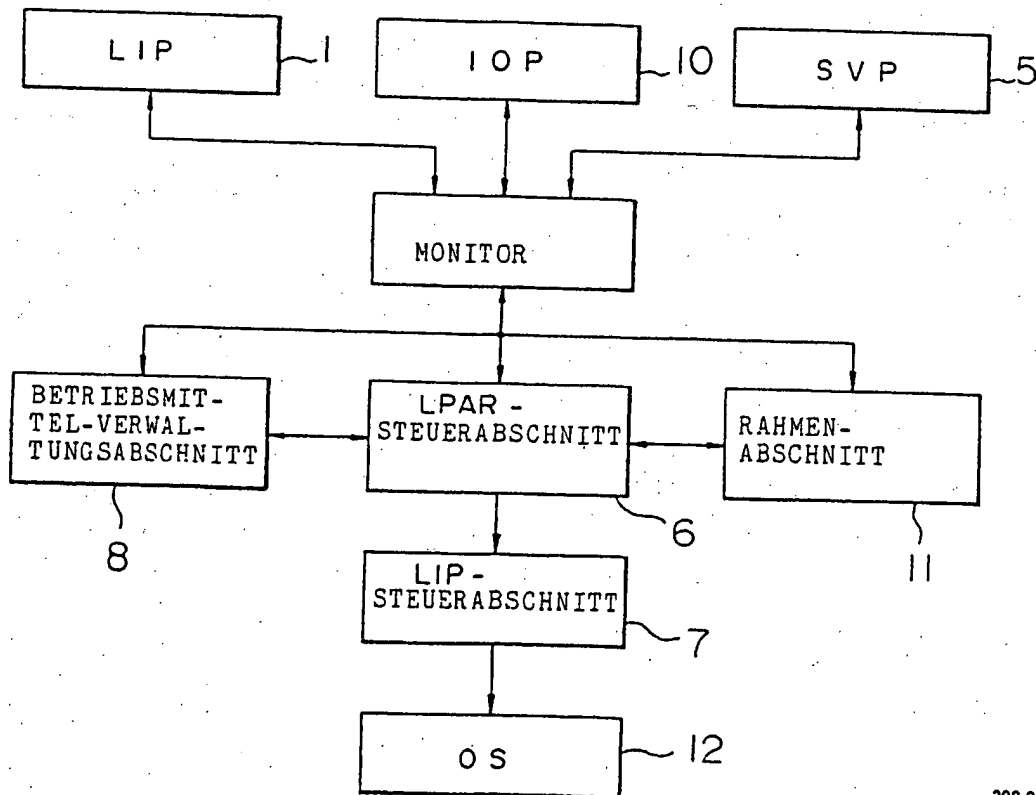 LIP
1
IOP
10
SVP
5
MONITOR
BETRIEBSMIT-
TEL-VERWAL-
TUNGSABSCHNITT
8
LPAR-
STEUERABSCHNITT
6
RAHMEN-
ABSCHNITT
11
LIP-
STEUERABSCHNITT
7
OS
12